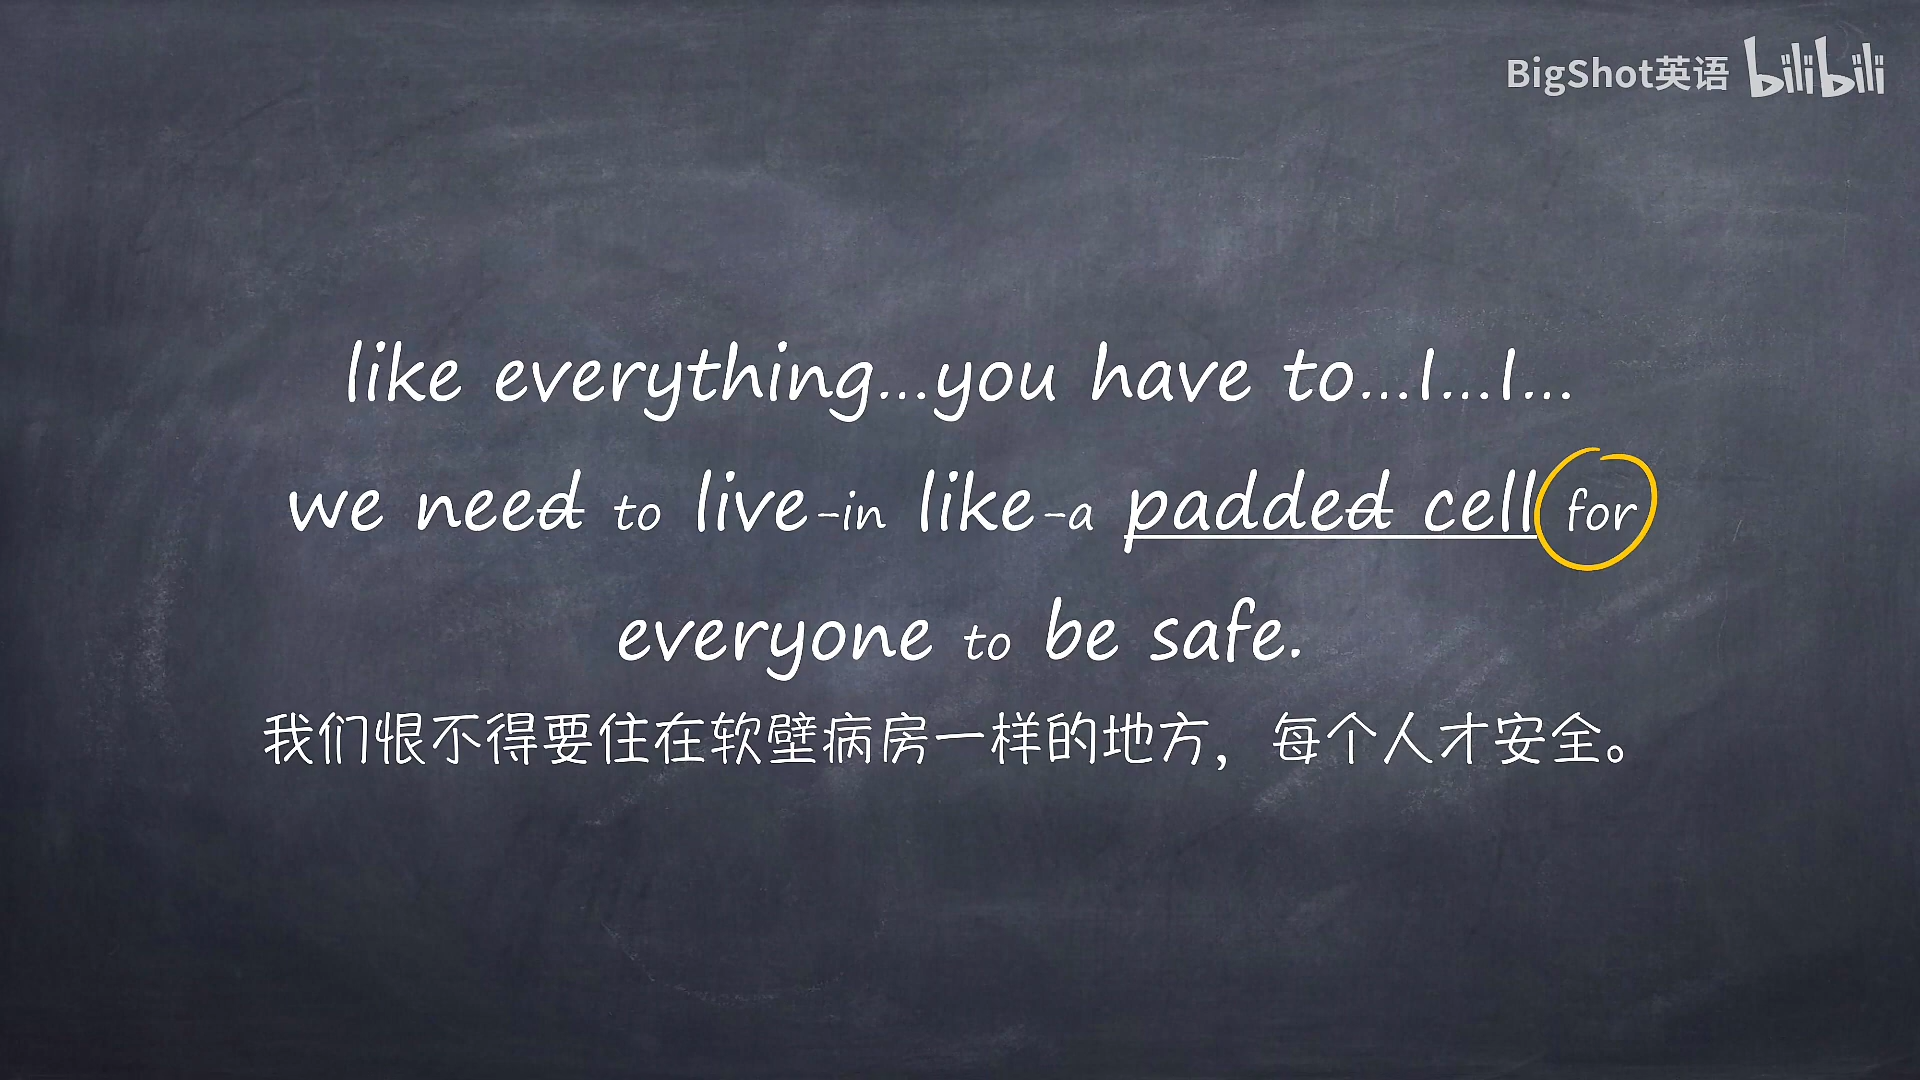 BigShot英语 bilibili
like everything...you have to...I...I...
we need to live-in like-a padded cell for
everyone to be safe.
我们恨不得要住在软壁病房一样的地方，每个人才安全。